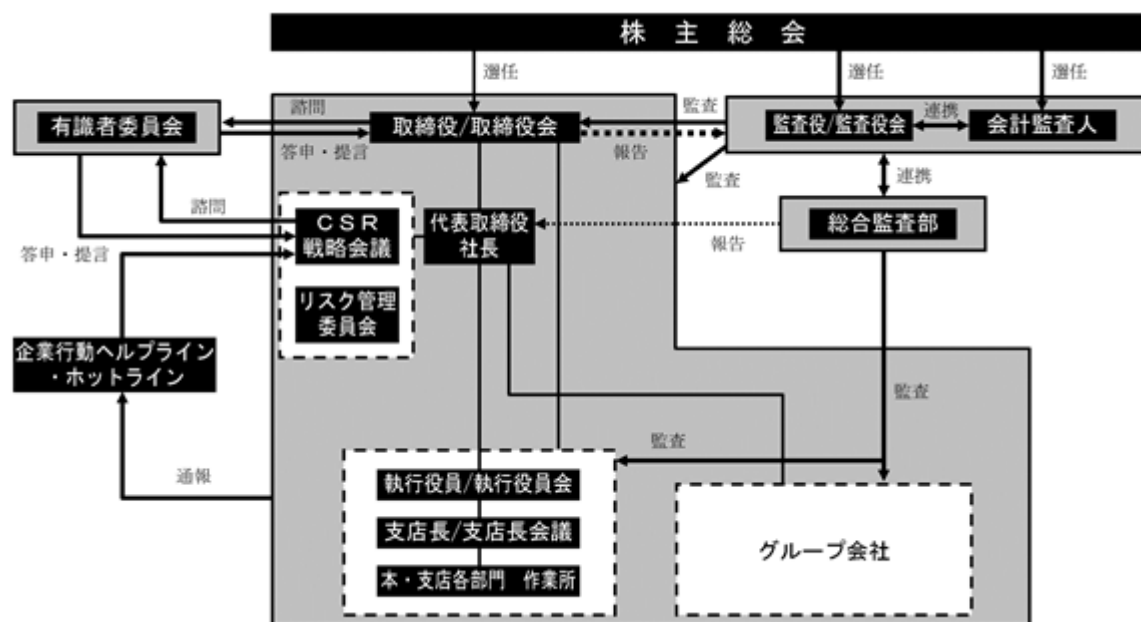 株主総会
選任
選任
選任
諮問
監査
有識者委員会
取締役/取締役会
監査役/監査役会
連携
会計監査人
答申・提言
報告
監査
連携
諮問
CSR
戦略会議
代表取締役
社長
総合監査部
報告
答申・提言
リスク管理
委員会
企業行動ヘルプライン
・ホットライン
監査
監査
通報
執行役員/執行役員会
支店長/支店長会議
グループ会社
本・支店各部門 作業所